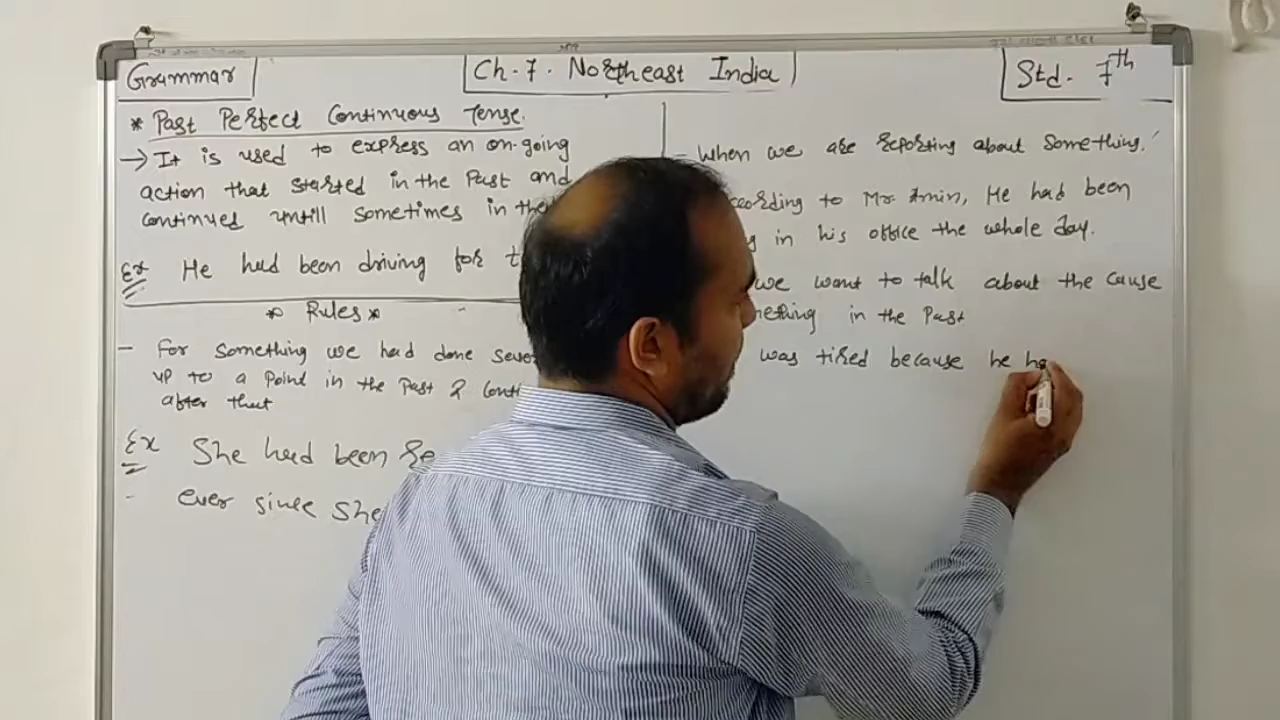 Grammar
Ch. 7. Northeast India
Std. 7th
* Past Perfect Continuous Tense.
→ It is used to express an on-going
action that started in the Past and
continued untill sometimes in the
Ex He had been driving for
* Rules *
- For something we had done
up to a Point in the Past &
after that
Ex She had been
- ever since she
- When we are reporting about something.
to Mr. Amin, He had been
in his office the whole day.
we want to talk about the cause
in the Past
was tired because he